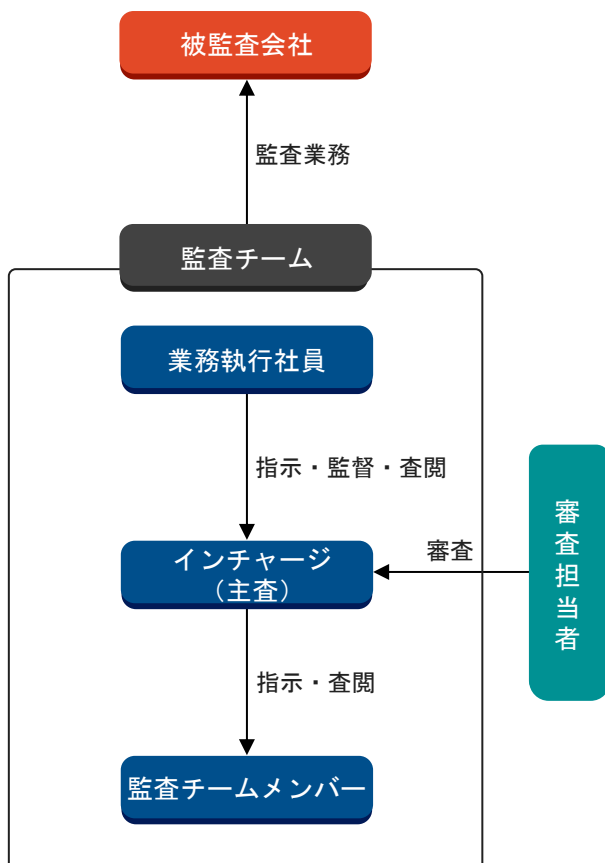 被監査会社
監査業務
監査チーム
業務執行社員
指示・監督・査閲
インチャージ
（主査）
審査
審査担当者
指示・査閲
監査チームメンバー